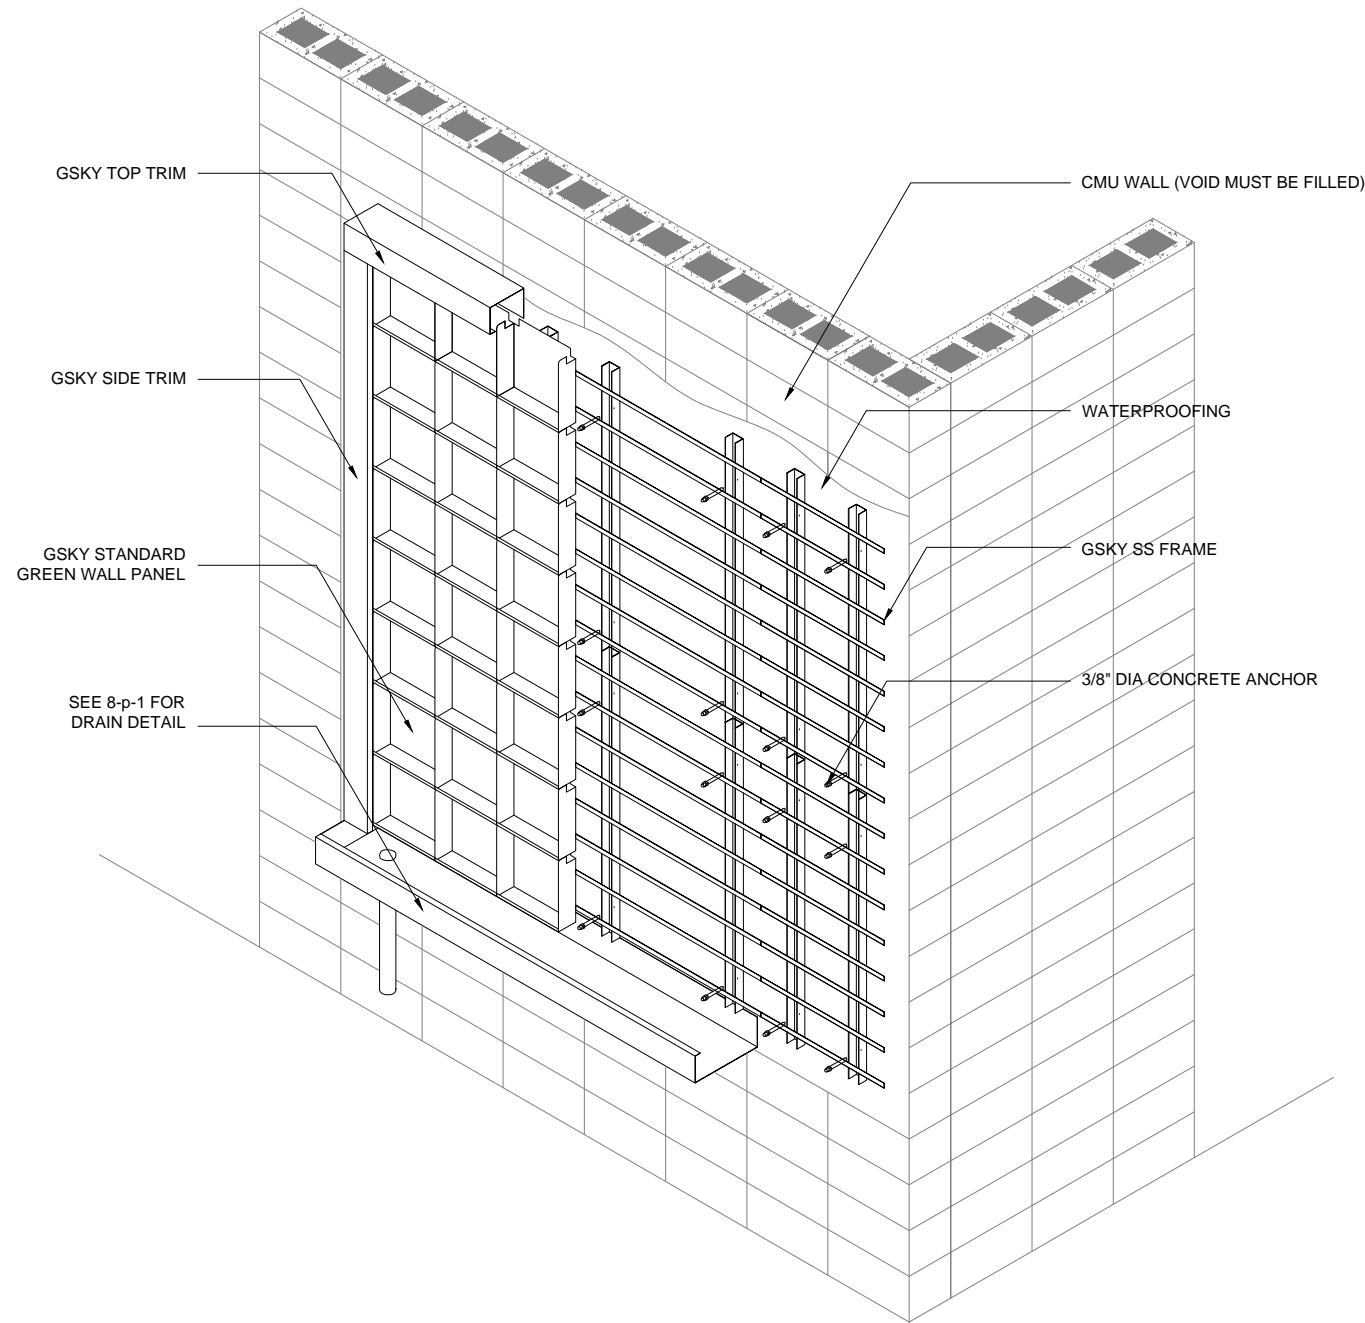 GSKY TOP TRIM
GSKY SIDE TRIM
GSKY STANDARD
GREEN WALL PANEL
SEE 8-p-1 FOR
DRAIN DETAIL
CMU WALL (VOID MUST BE FILLED)
WATERPROOFING
GSKY SS FRAME
3/8" DIA CONCRETE ANCHOR